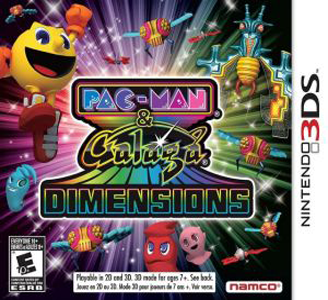 PAC-MAN
&
Galaga
DIMENSIONS
NINTENDO 3DS
EVERYONE 10+
E
10+
ESRB
Playable in 2D and 3D. 3D mode for ages 7+. See back.
Jouez en 2D ou 3D. Mode 3D pour joueurs de 7 ans +. Voir verso.
namco